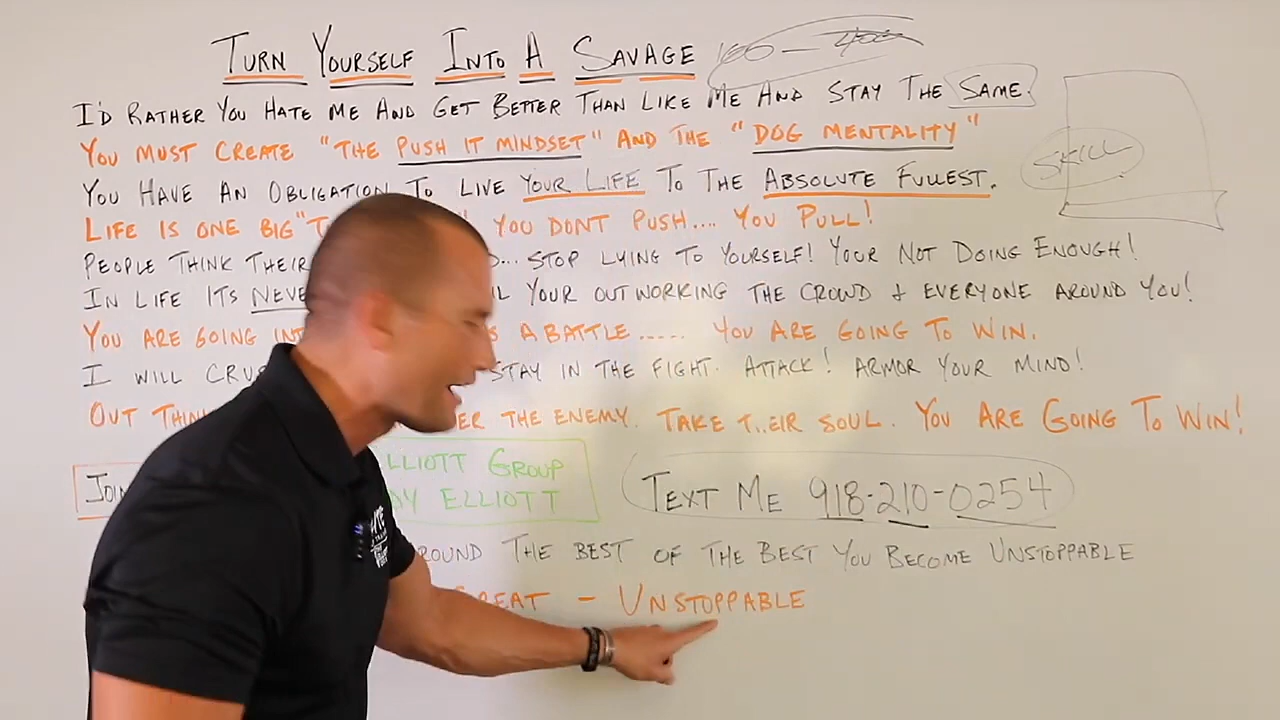 TURN YOURSELF INTO A SAVAGE
I'D RATHER YOU HATE ME AND GET BETTER THAN LIKE ME AND STAY THE SAME.
YOU MUST CREATE "THE PUSH IT MINDSET" AND THE "DOG MENTALITY"
SKILL
YOU HAVE AN OBLIGATION TO LIVE YOUR LIFE TO THE ABSOLUTE FULLEST.
LIFE IS ONE BIG " YOU DONT PUSH.... YOU PULL!
PEOPLE THINK THEIR ... STOP LYING TO YOURSELF! YOUR NOT DOING ENOUGH!
IN LIFE ITS YOUR OUTWORKING THE CROWD & EVERYONE AROUND YOU!
YOU ARE GOING A BATTLE..... YOU ARE GOING TO WIN.
I WILL STAY IN THE FIGHT. ATTACK! ARMOR YOUR MIND!
OUT THE ENEMY. TAKE THEIR SOUL. YOU ARE GOING TO WIN!
LLIOTT GROUP
ELLIOTT
TEXT ME 918-210-0254
THE BEST OF THE BEST YOU BECOME UNSTOPPABLE
- UNSTOPPABLE